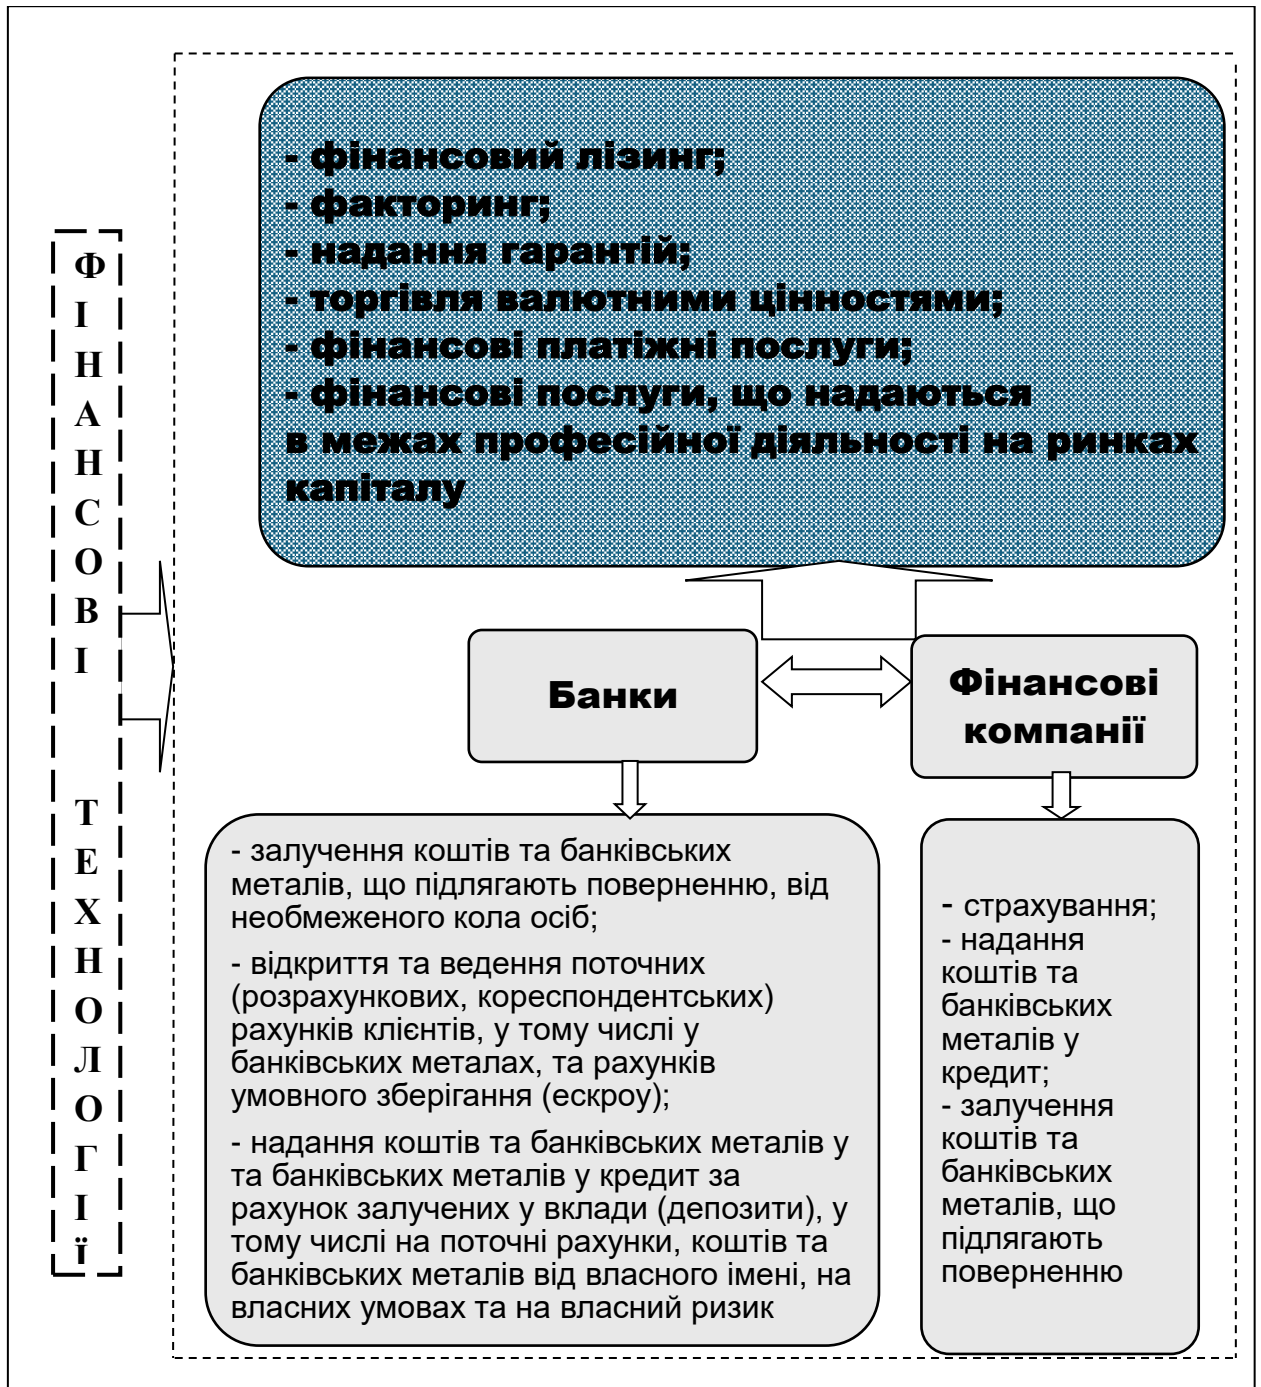 ФІНАНСОВІ ТЕХНОЛОГІЇ
- фінансовий лізинг;
- факторинг;
- надання гарантій;
- торгівля валютними цінностями;
- фінансові платіжні послуги;
- фінансові послуги, що надаються
в межах професійної діяльності на ринках
капіталу
Банки
Фінансові
компанії
- залучення коштів та банківських
металів, що підлягають поверненню, від
необмеженого кола осіб;
- відкриття та ведення поточних
(розрахункових, кореспондентських)
рахунків клієнтів, у тому числі у
банківських металах, та рахунків
умовного зберігання (ескроу);
- надання коштів та банківських металів у
та банківських металів у кредит за
рахунок залучених у вклади (депозити), у
тому числі на поточні рахунки, коштів та
банківських металів від власного імені, на
власних умовах та на власний ризик
- страхування;
- надання
коштів та
банківських
металів у
кредит;
- залучення
коштів та
банківських
металів, що
підлягають
поверненню